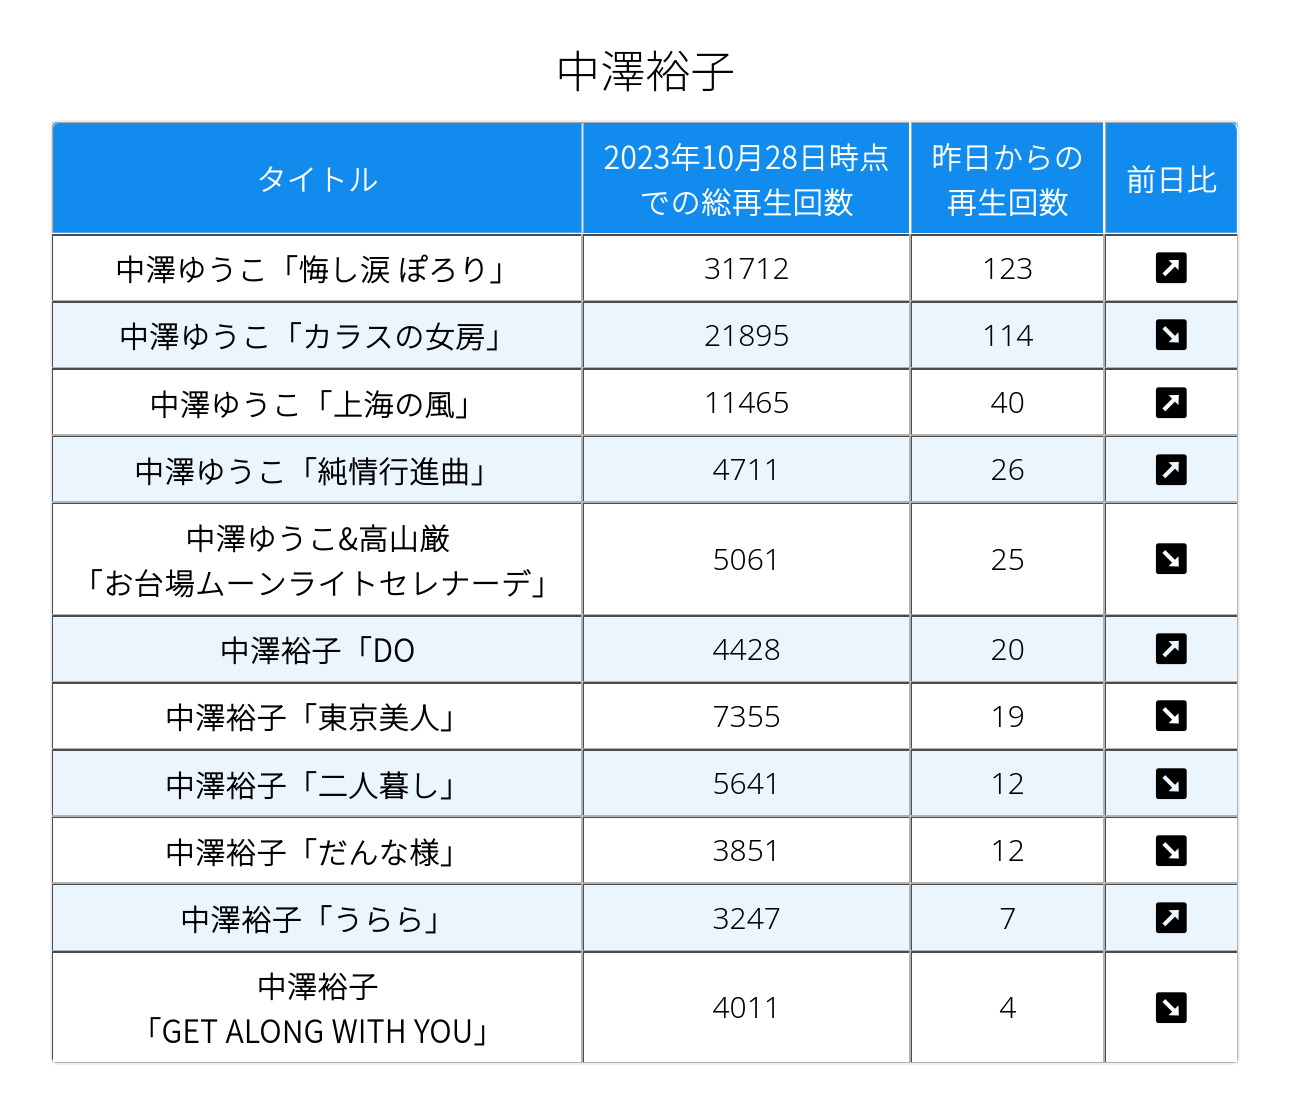 中澤裕子
タイトル
2023年10月28日時点
での総再生回数
昨日からの
再生回数
前日比
中澤ゆうこ「悔し涙 ぽろり」
31712
123
中澤ゆうこ「カラスの女房」
21895
114
中澤ゆうこ「上海の風」
11465
40
中澤ゆうこ「純情行進曲」
4711
26
中澤ゆうこ&高山厳
「お台場ムーンライトセレナーデ」
5061
25
中澤裕子「DO
4428
20
中澤裕子「東京美人」
7355
19
中澤裕子「二人暮し」
5641
12
中澤裕子「だんな様」
3851
12
中澤裕子「うらら」
3247
7
中澤裕子
「GET ALONG WITH YOU」
4011
4